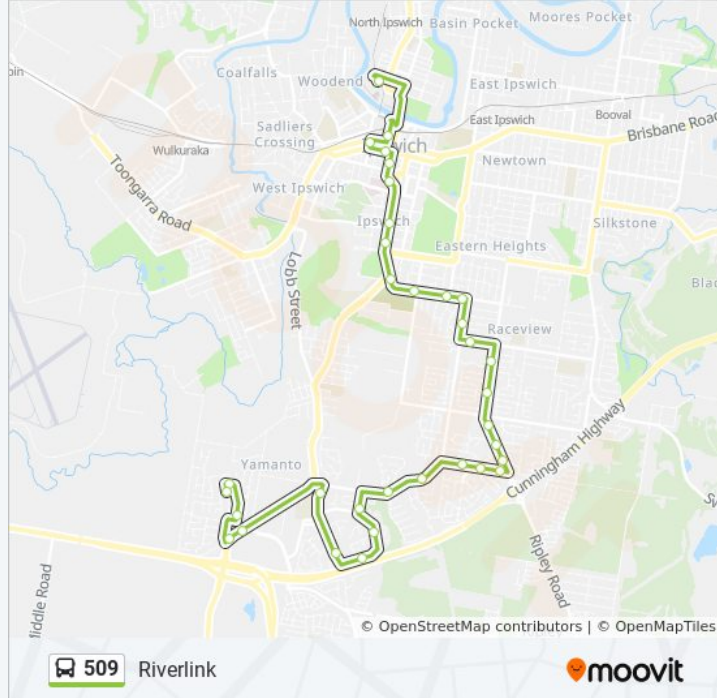 North Ipswich
Basin Pocket
Moores Pocket
Coalfalls
Woodend
East Ipswich
Sadliers
Crossing
East Ipswich
Booval
Brisbane Road
Wulkuraka
wich
Newtown
Toongarra Road
West Ipswich
Silkstone
Ipswich
Eastern Heights
Lobb Street
Raceview
Yamanto
Cunningham Highway
Ripley Road
Middle Road
© OpenStreetMap contributors | © OpenMapTiles
509 Riverlink
moovit